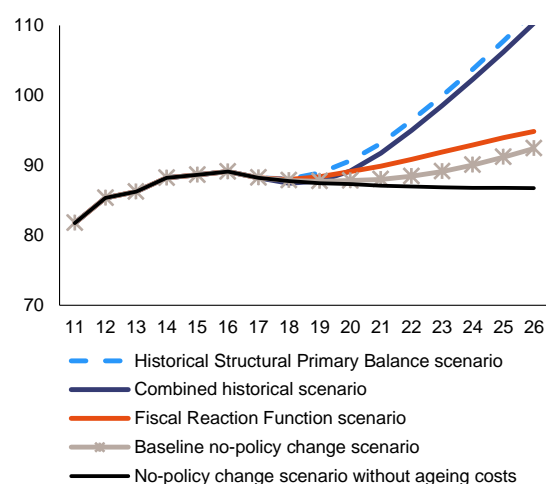 110
100
90
80
70
11 12 13 14 15 16 17 18 19 20 21 22 23 24 25 26
Historical Structural Primary Balance scenario
Combined historical scenario
Fiscal Reaction Function scenario
Baseline no-policy change scenario
No-policy change scenario without ageing costs